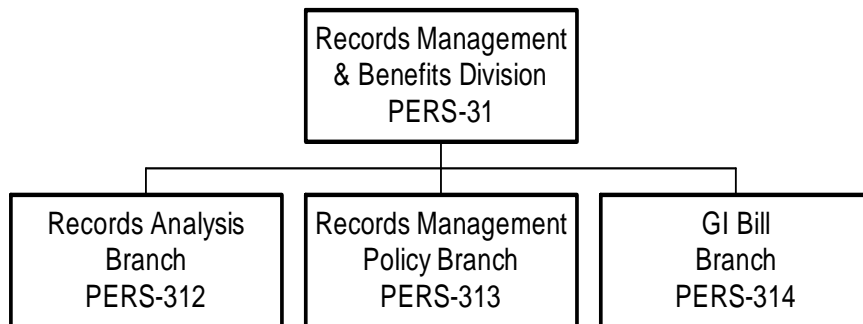 Records Management
& Benefits Division
PERS-31
Records Analysis
Branch
PERS-312
Records Management
Policy Branch
PERS-313
GI Bill
Branch
PERS-314